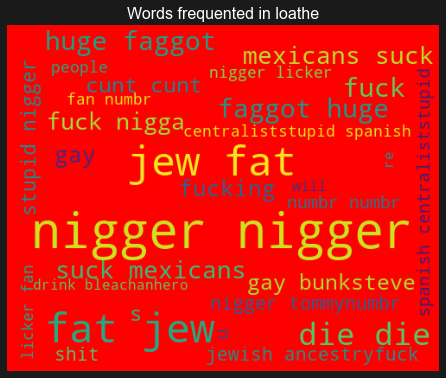 Words frequented in loathe
huge faggot
mexicans suck
people
nigger licker
cunt cunt
fuck
fan numbr
faggot huge
fuck nigga
centraliststupid spanish
stupid nigger
gay
jew fat
re
fucking
will
numbr numbr
spanish centraliststupid
nigger nigger
suck mexicans
drink bleachanhero
gay bunksteve
licker fan
nigger tommynumbr
s
fat jew
die die
shit
jewish ancestryfuck